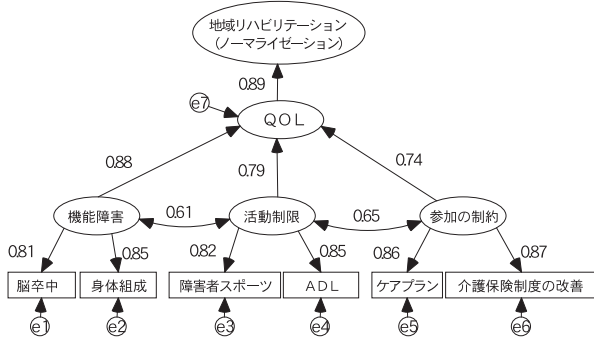 地域リハビリテーション
(ノーマライゼーション)
0.89
e7
QOL
0.88
0.79
0.74
機能障害
0.61
活動制限
0.65
参加の制約
0.81
0.85
0.82
0.85
0.86
0.87
脳卒中
身体組成
障害者スポーツ
ADL
ケアプラン
介護保険制度の改善
e1
e2
e3
e4
e5
e6